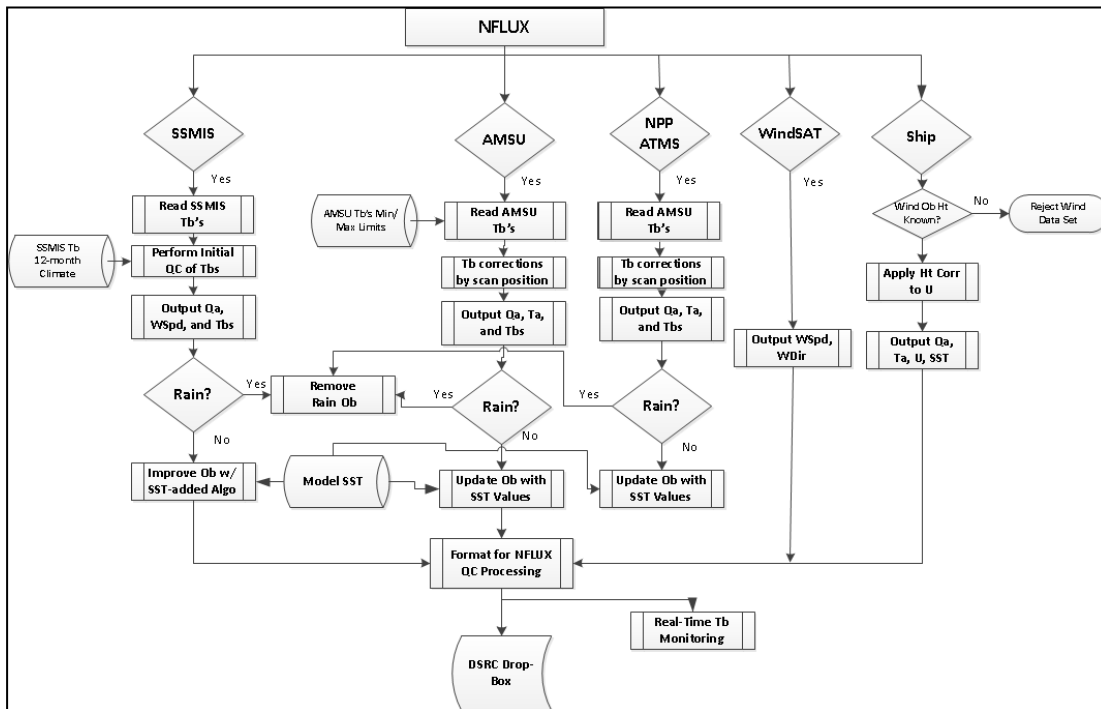 NFLUX
SSMIS
AMSU
NPP
ATMS
WindSAT
Ship
Yes
Yes
Yes
Yes
Read SSMIS
Tb's
AMSU Tb's Min/
Max Limits
Read AMSU
Tb's
Read AMSU
Tb's
Wind Ob Ht
Known?
No
Reject Wind
Data Set
SSMIS Tb
12-month
Climate
Perform Initial
QC of Tbs
Tb corrections
by scan position
Tb corrections
by scan position
Apply Ht Corr
to U
Output Qa,
WSpd, and Tbs
Output Qa, Ta,
and Tbs
Output Qa, Ta,
and Tbs
Output WSpd,
WDir
Output Qa,
Ta, U, SST
Rain?
Yes
Remove
Rain Ob
Yes
Rain?
Yes
Rain?
No
No
No
Improve Ob w/
SST-added Algo
Model SST
Update Ob with
SST Values
Update Ob with
SST Values
Format for NFLUX
QC Processing
Real-Time Tb
Monitoring
DSRC Drop-
Box